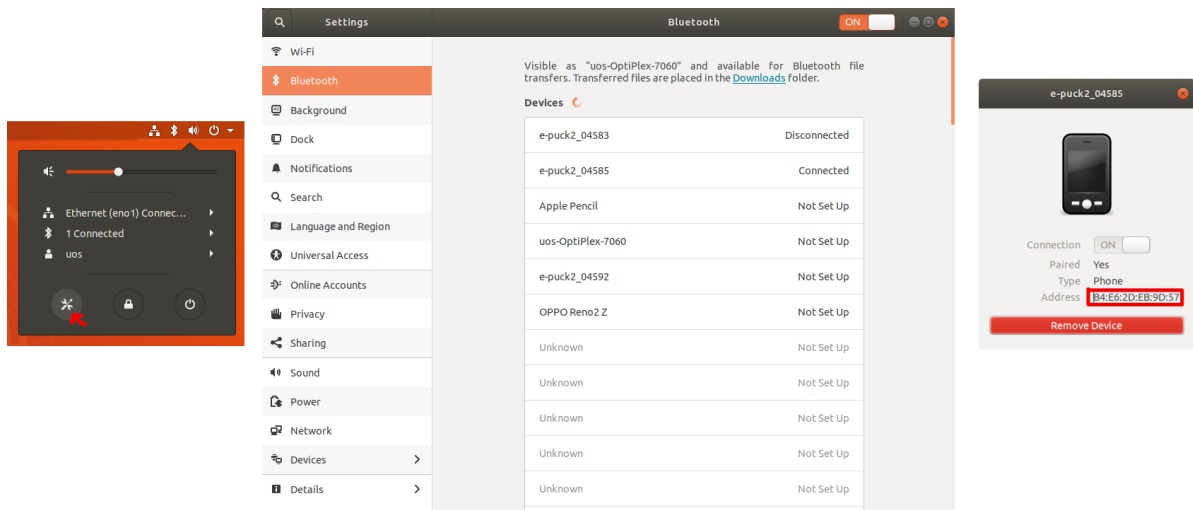 Ethernet (eno1) Connec...
1 Connected
uos
Settings
Bluetooth
ON
Wi-Fi
Bluetooth
Background
Dock
Notifications
Search
Language and Region
Universal Access
Online Accounts
Privacy
Sharing
Sound
Power
Network
Devices
Details
Visible as “uos-OptiPlex-7060” and available for Bluetooth file
transfers. Transferred files are placed in the Downloads folder.
Devices
e-puck2_04583 Disconnected
e-puck2_04585 Connected
Apple Pencil Not Set Up
uos-OptiPlex-7060 Not Set Up
e-puck2_04592 Not Set Up
OPPO Reno2 Z Not Set Up
Unknown Not Set Up
Unknown Not Set Up
Unknown Not Set Up
Unknown Not Set Up
Unknown Not Set Up
e-puck2_04585
Connection ON
Paired Yes
Type Phone
Address B4:E6:2D:EB:9D:57
Remove Device